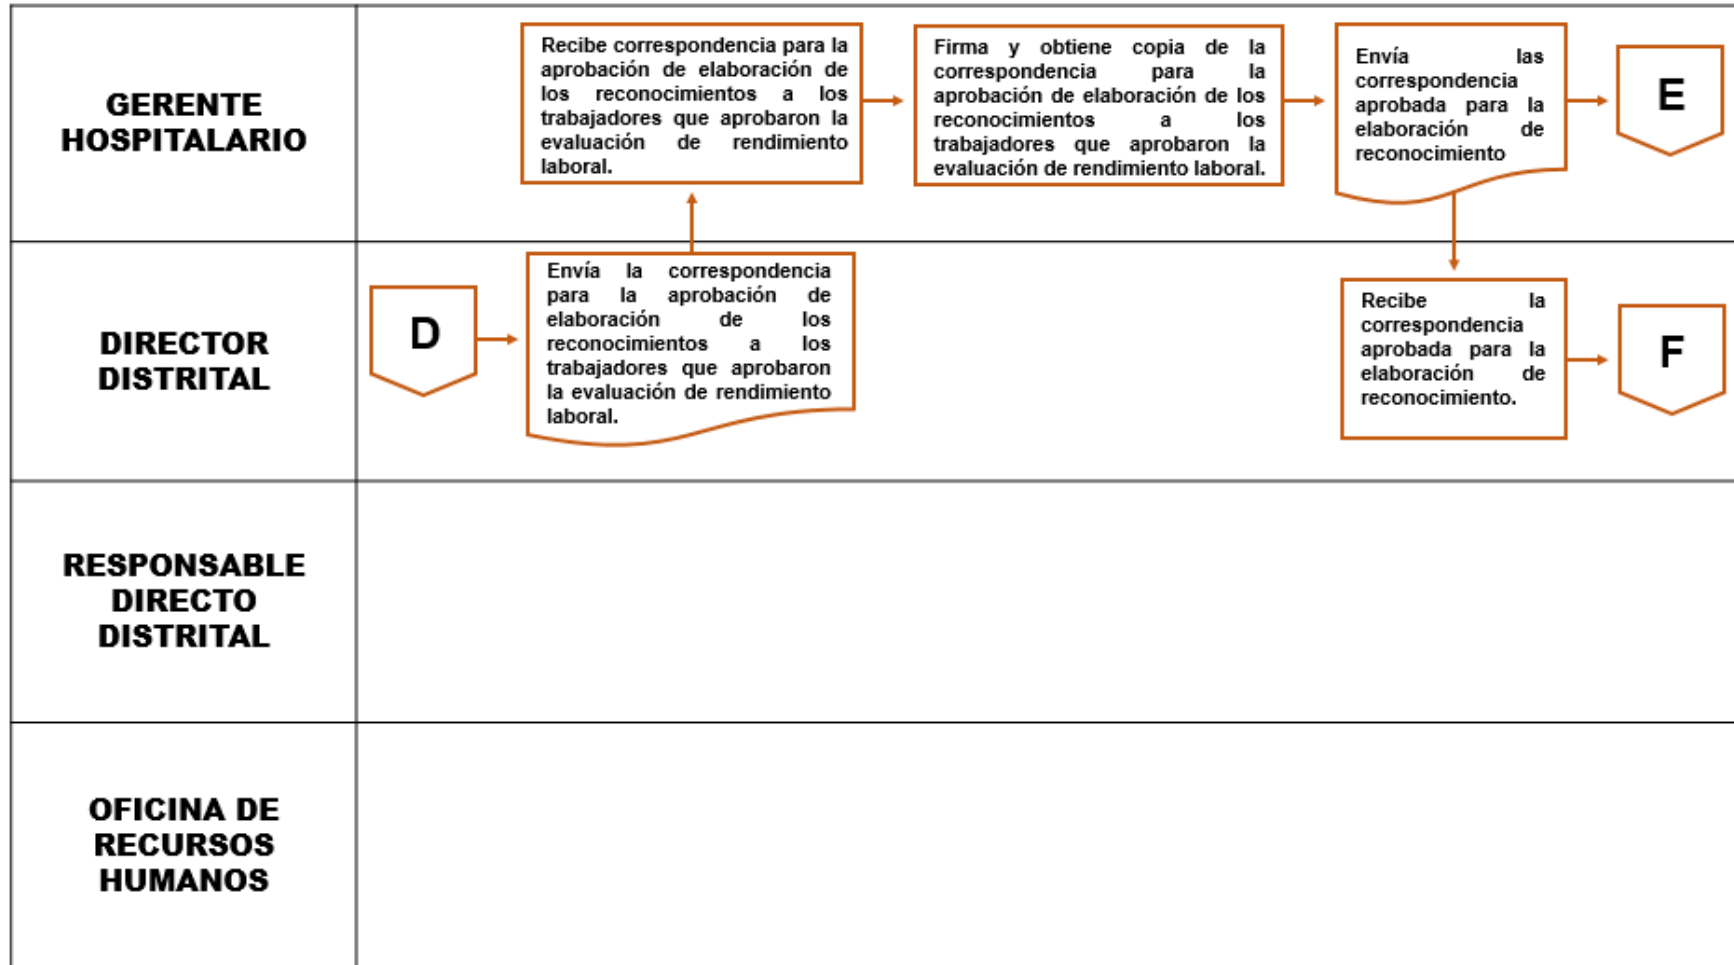 GERENTE
HOSPITALARIO
Recibe correspondencia para la
aprobación de elaboración de
los reconocimientos a los
trabajadores que aprobaron la
evaluación de rendimiento
laboral.
Firma y obtiene copia de la
correspondencia para la
aprobación de elaboración de los
reconocimientos a los
trabajadores que aprobaron la
evaluación de rendimiento laboral.
Envía las
correspondencia
aprobada para la
elaboración de
reconocimiento
E
DIRECTOR
DISTRITAL
D
Envía la correspondencia
para la aprobación de
elaboración de los
reconocimientos a los
trabajadores que aprobaron
la evaluación de rendimiento
laboral.
Recibe la
correspondencia
aprobada para la
elaboración de
reconocimiento.
F
RESPONSABLE
DIRECTO
DISTRITAL
OFICINA DE
RECURSOS
HUMANOS